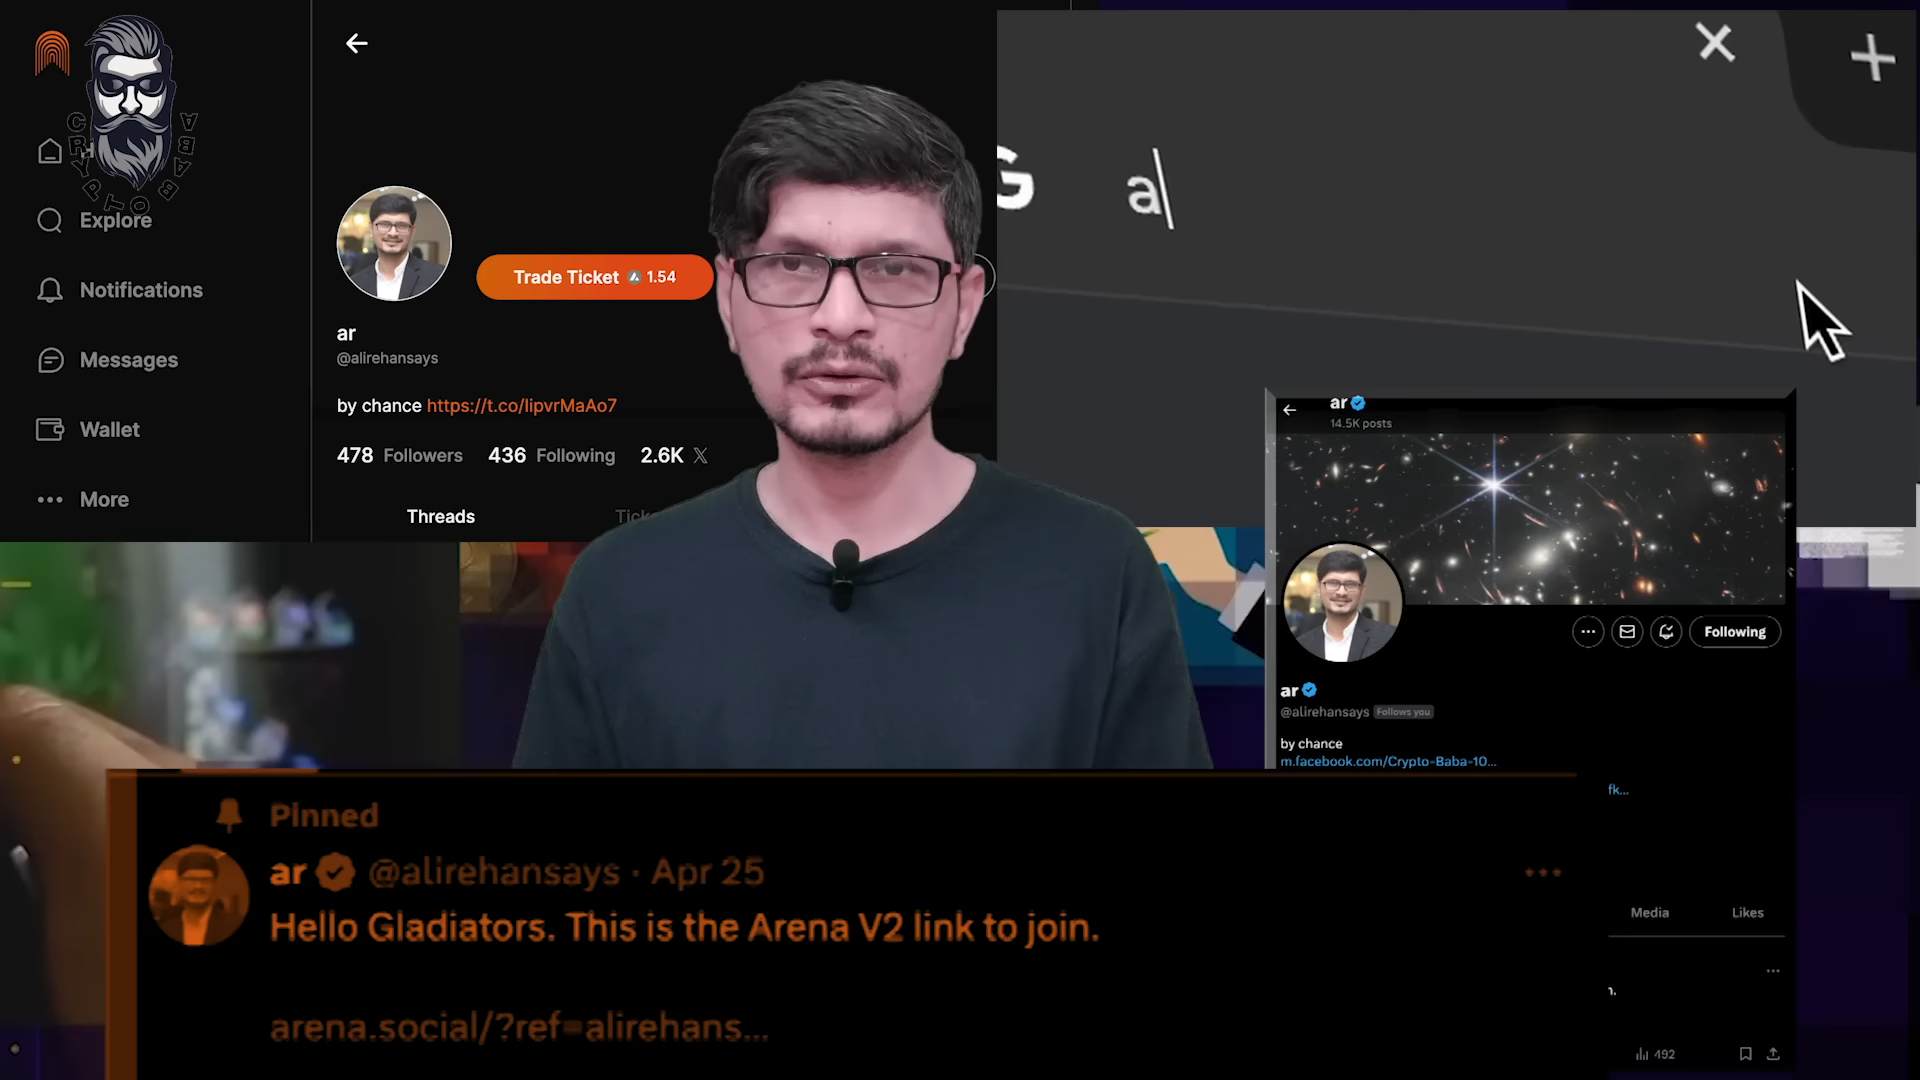 CRYPTO BABA
Explore
Notifications
Messages
Wallet
More
Trade Ticket 1.54
ar
@alirehansays
by chance https://t.co/lipvrMaAo7
478 Followers 436 Following 2.6K X
Threads
G a
ar
14.5K posts
Following
ar
@alirehansays Follows you
by chance
m.facebook.com/Crypto-Baba-10...
fk...
Media Likes
492
Pinned
ar @alirehansays · Apr 25
Hello Gladiators. This is the Arena V2 link to join.
arena.social/?ref=alirehans...